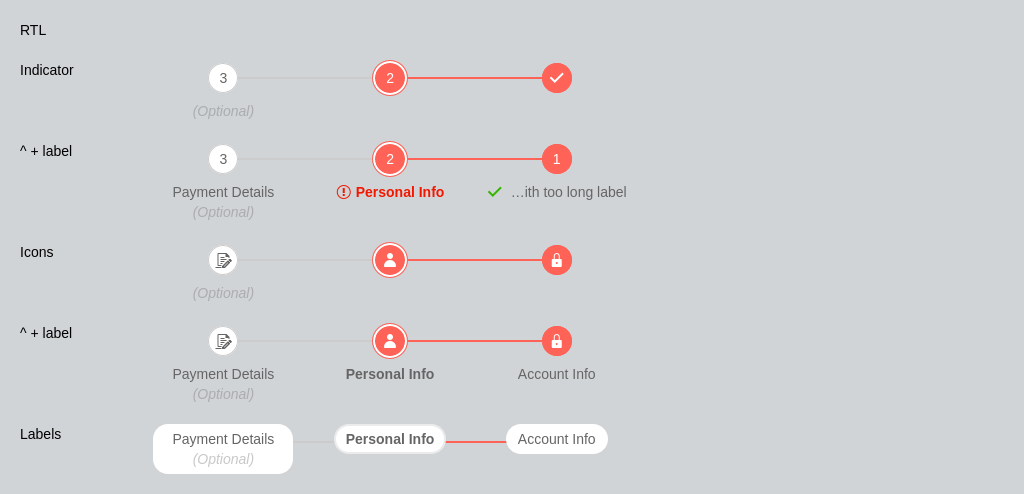 RTL
Indicator
3 2
(Optional)
^ + label
3 2 1
Payment Details Personal Info …ith too long label
(Optional)
Icons
(Optional)
^ + label
Payment Details Personal Info Account Info
(Optional)
Labels
Payment Details Personal Info Account Info
(Optional)